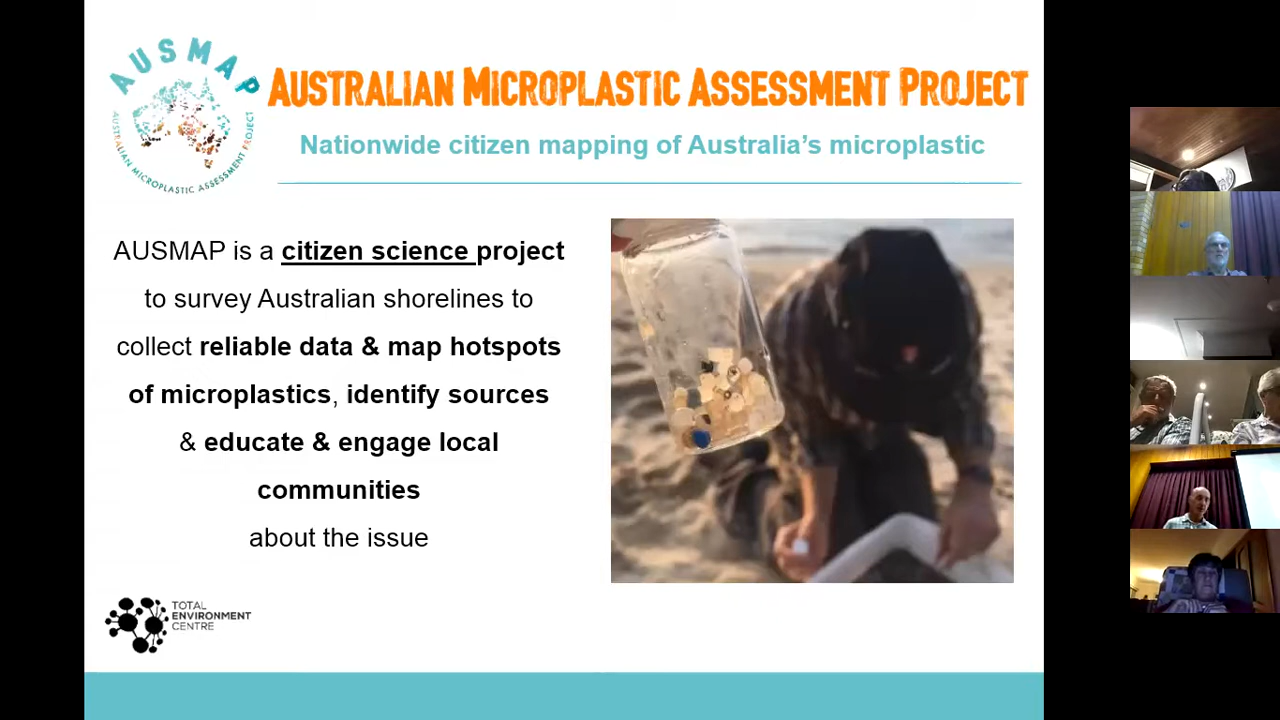 AUSMAP
AUSTRALIAN MICROPLASTIC ASSESSMENT PROJECT
AUSTRALIAN MICROPLASTIC ASSESSMENT PROJECT
Nationwide citizen mapping of Australia’s microplastic
AUSMAP is a citizen science project
to survey Australian shorelines to
collect reliable data & map hotspots
of microplastics, identify sources
& educate & engage local
communities
about the issue
TOTAL
ENVIRONMENT
CENTRE